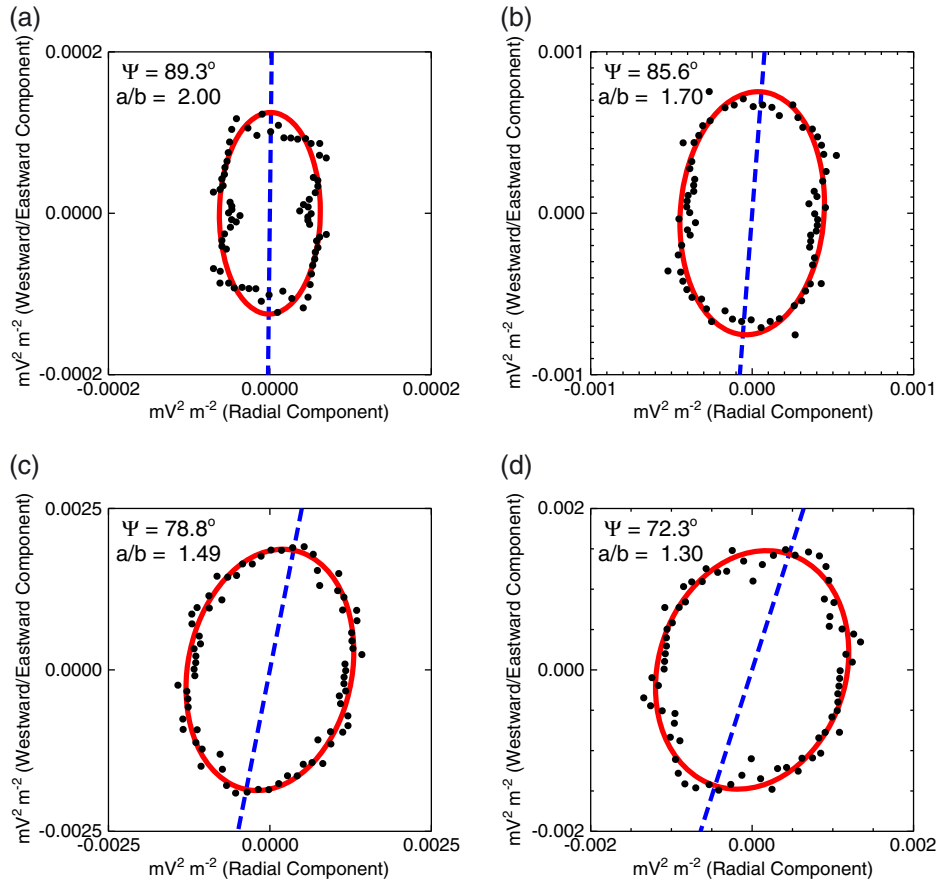 (a)
0.0002
Ψ = 89.3°
a/b = 2.00
0.0000
-0.0002
-0.0002 0.0000 0.0002
mV² m⁻² (Radial Component)
mV² m⁻² (Westward/Eastward Component)
(b)
0.001
Ψ = 85.6°
a/b = 1.70
0.000
-0.001
-0.001 0.000 0.001
mV² m⁻² (Radial Component)
mV² m⁻² (Westward/Eastward Component)
(c)
0.0025
Ψ = 78.8°
a/b = 1.49
0.0000
-0.0025
-0.0025 0.0000 0.0025
mV² m⁻² (Radial Component)
mV² m⁻² (Westward/Eastward Component)
(d)
0.002
Ψ = 72.3°
a/b = 1.30
0.000
-0.002
-0.002 0.000 0.002
mV² m⁻² (Radial Component)
mV² m⁻² (Westward/Eastward Component)